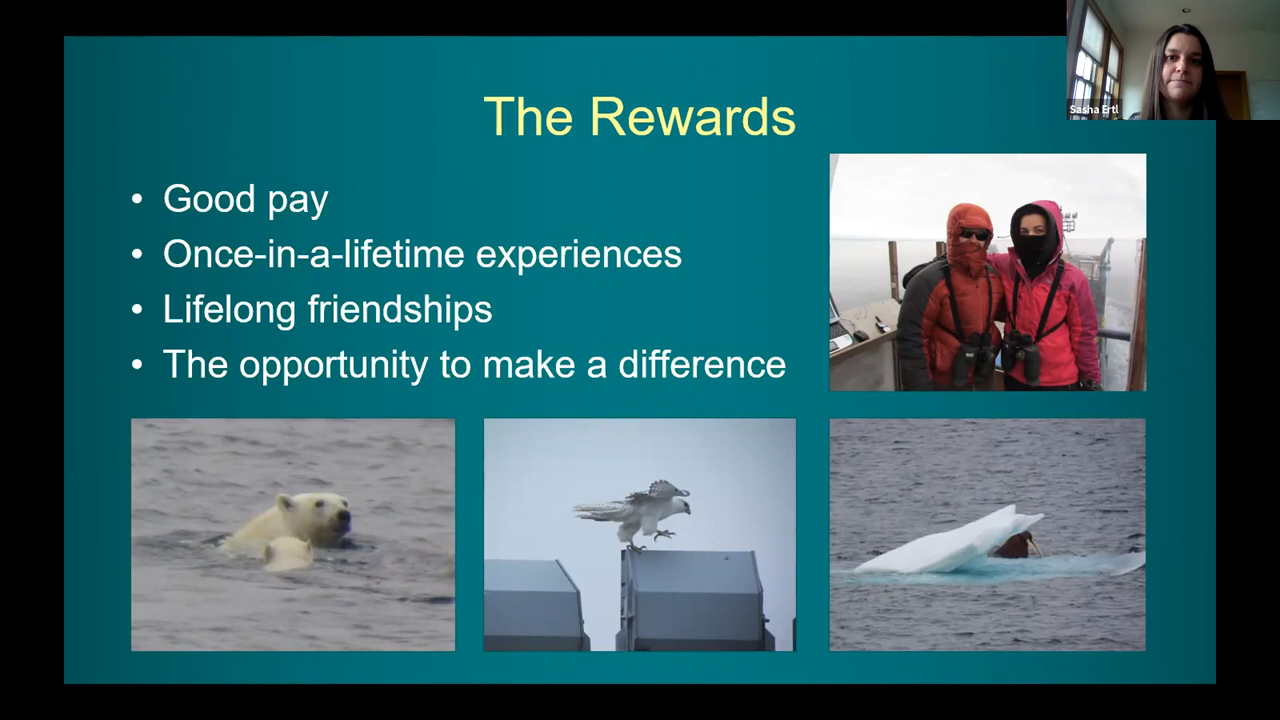 The Rewards
• Good pay
• Once-in-a-lifetime experiences
• Lifelong friendships
• The opportunity to make a difference
Sasha Ertl